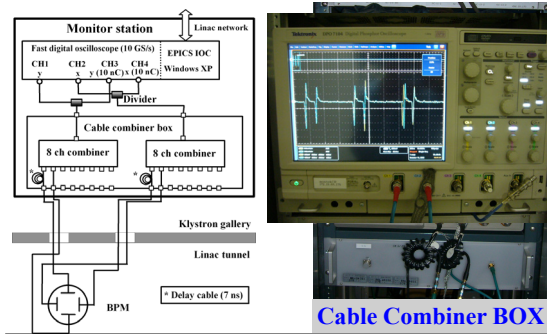 Monitor station
Linac network
Fast digital oscilloscope (10 GS/s)
EPICS IOC
Windows XP
CH1 CH2 CH3 CH4
y x y (10 nC) x (10 nC)
Divider
Cable combiner box
8 ch combiner
8 ch combiner
*
*
Klystron gallery
Linac tunnel
BPM
* Delay cable (7 ns)
Tektronix
Cable Combiner BOX